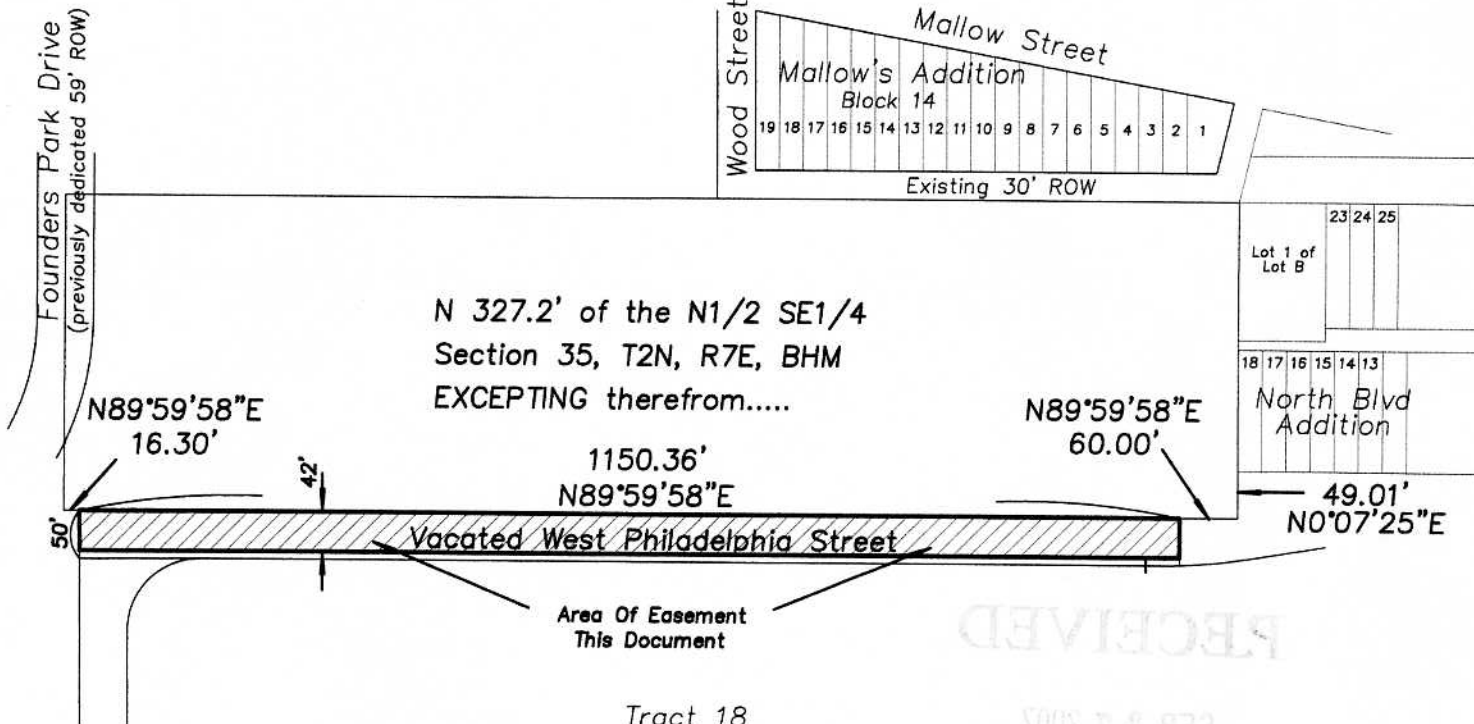 Founders Park Drive
(previously dedicated 59' ROW)
Wood Street
Mallow Street
Mallow's Addition
Block 14
19 18 17 16 15 14 13 12 11 10 9 8 7 6 5 4 3 2 1
Existing 30' ROW
23 24 25
Lot 1 of
Lot B
N 327.2' of the N1/2 SE1/4
Section 35, T2N, R7E, BHM
EXCEPTING therefrom.....
18 17 16 15 14 13
North Blvd
Addition
N89°59'58"E
16.30'
N89°59'58"E
60.00'
42'
1150.36'
N89°59'58"E
49.01'
N0°07'25"E
50'
Vacated West Philadelphia Street
Area Of Easement
This Document
RECEIVED
Tract 18